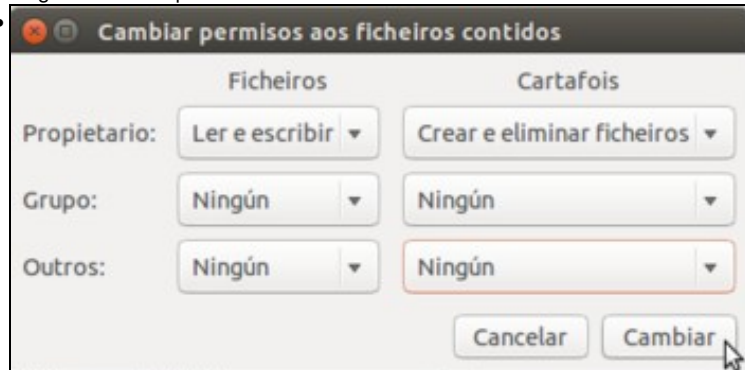 Cambiar permisos aos ficheiros contidos
Ficheiros Cartafois
Propietario: Ler e escribir Crear e eliminar ficheiros
Grupo: Ningún Ningún
Outros: Ningún Ningún
Cancelar Cambiar